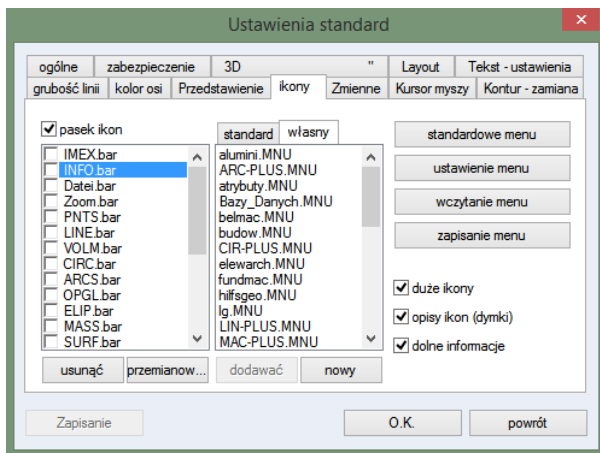 Ustawienia standard
ogólne zabezpieczenie 3D " Layout Tekst - ustawienia
grubość linii kolor osi Przedstawienie ikony Zmienne Kursor myszy Kontur - zamiana
pasek ikon
IMEX.bar
INFO.bar
Datei.bar
Zoom.bar
PNTS.bar
LINE.bar
VOLM.bar
CIRC.bar
ARCS.bar
OPGL.bar
ELIP.bar
MASS.bar
SURF.bar
usunąć przemianow...
standard własny
alumini.MNU
ARC-PLUS.MNU
atrybuty.MNU
Bazy_Danych.MNU
belmac.MNU
budow.MNU
CIR-PLUS.MNU
elewarch.MNU
fundmac.MNU
hilfsgeo.MNU
lg.MNU
LIN-PLUS.MNU
MAC-PLUS.MNU
dodawać nowy
standardowe menu
ustawienie menu
wczytanie menu
zapisanie menu
duże ikony
opisy ikon (dymki)
dolne informacje
Zapisanie O.K. powrót